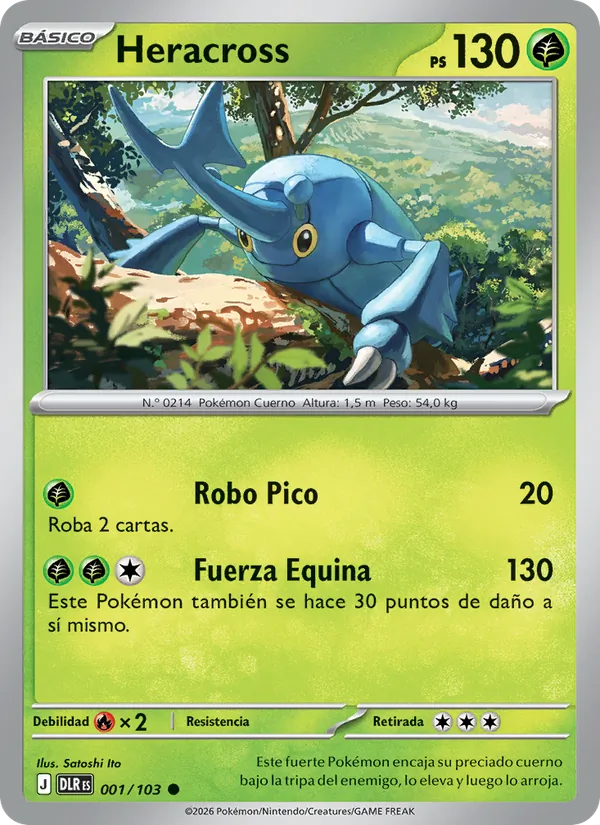 BÁSICO
Heracross
PS 130
N.º 0214 Pokémon Cuerno Altura: 1,5 m Peso: 54,0 kg
Robo Pico 20
Roba 2 cartas.
Fuerza Equina 130
Este Pokémon también se hace 30 puntos de daño a
sí mismo.
Debilidad ×2 Resistencia Retirada
Ilus. Satoshi Ito
Este fuerte Pokémon encaja su preciado cuerno
bajo la tripa del enemigo, lo eleva y luego lo arroja.
J DLR ES 001/103
©2026 Pokémon/Nintendo/Creatures/GAME FREAK